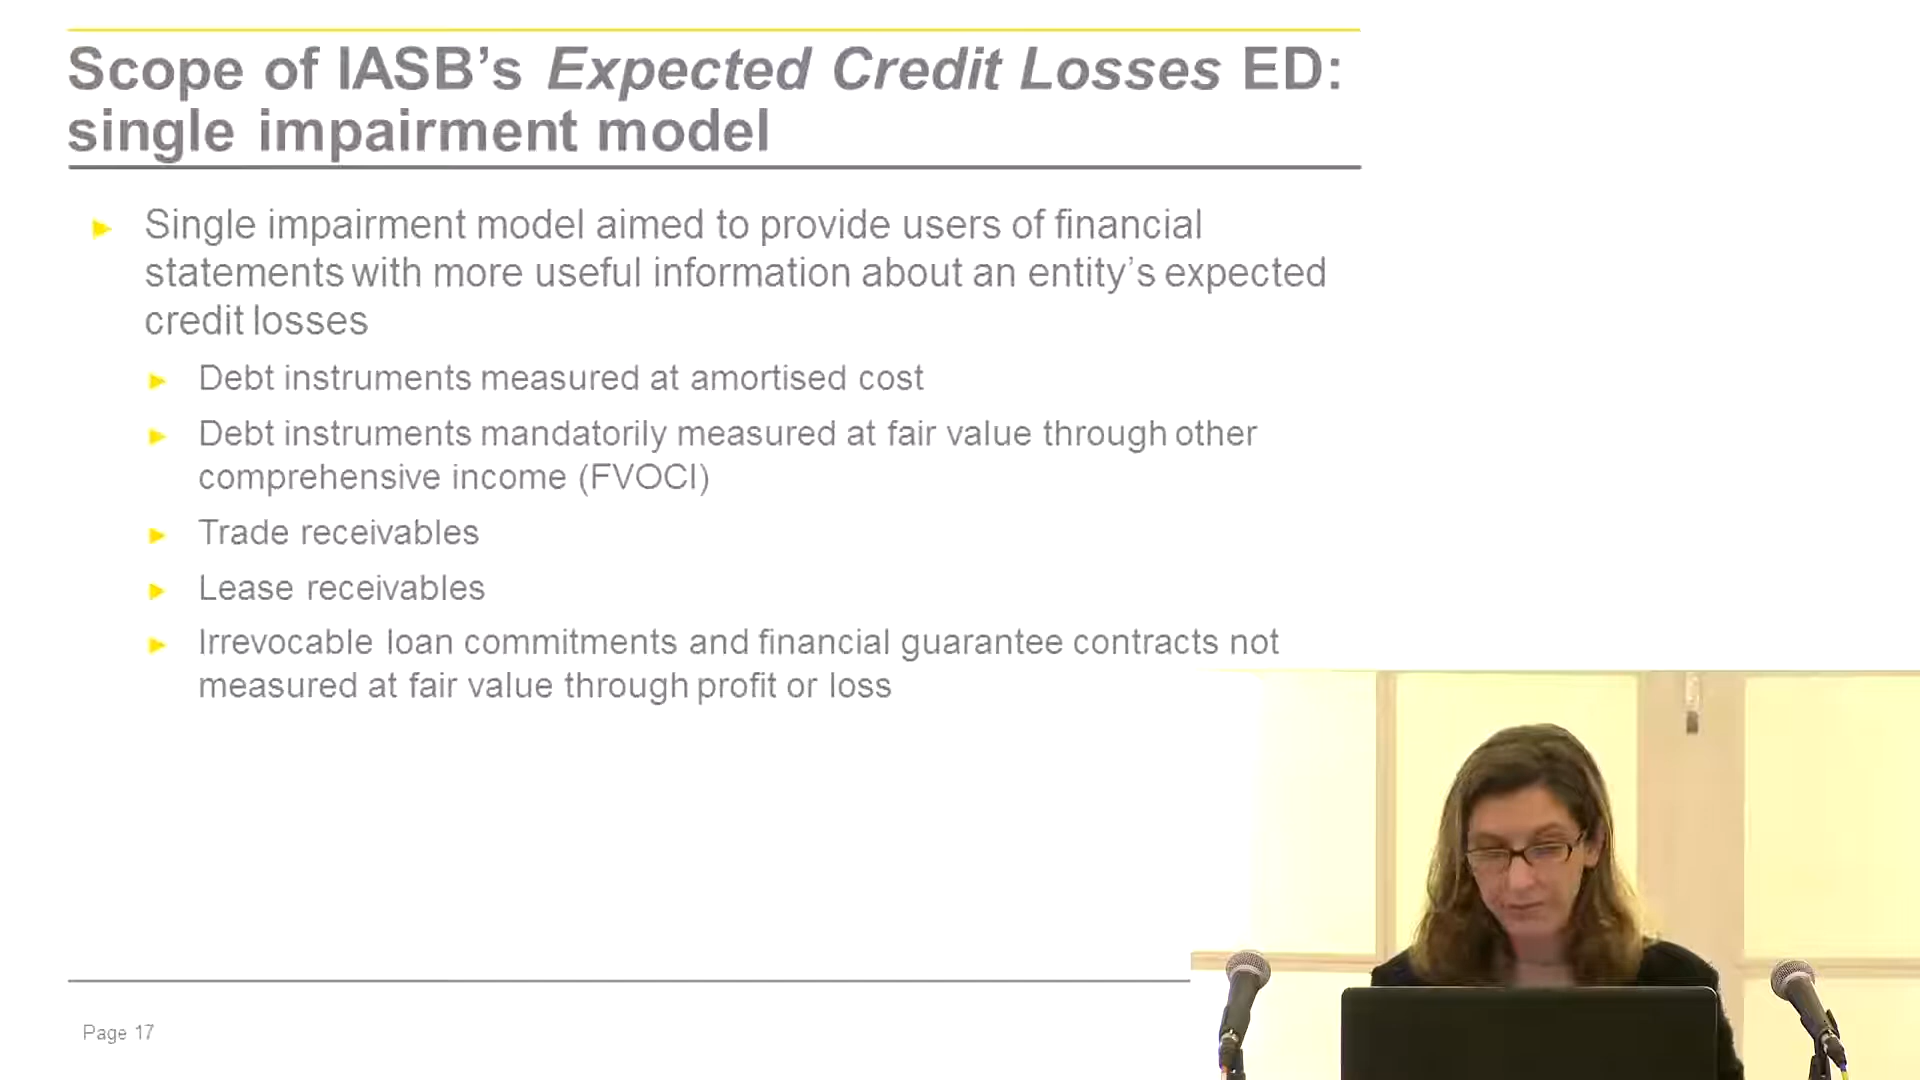 Scope of IASB’s Expected Credit Losses ED:
single impairment model
Single impairment model aimed to provide users of financial
statements with more useful information about an entity’s expected
credit losses
Debt instruments measured at amortised cost
Debt instruments mandatorily measured at fair value through other
comprehensive income (FVOCI)
Trade receivables
Lease receivables
Irrevocable loan commitments and financial guarantee contracts not
measured at fair value through profit or loss
Page 17